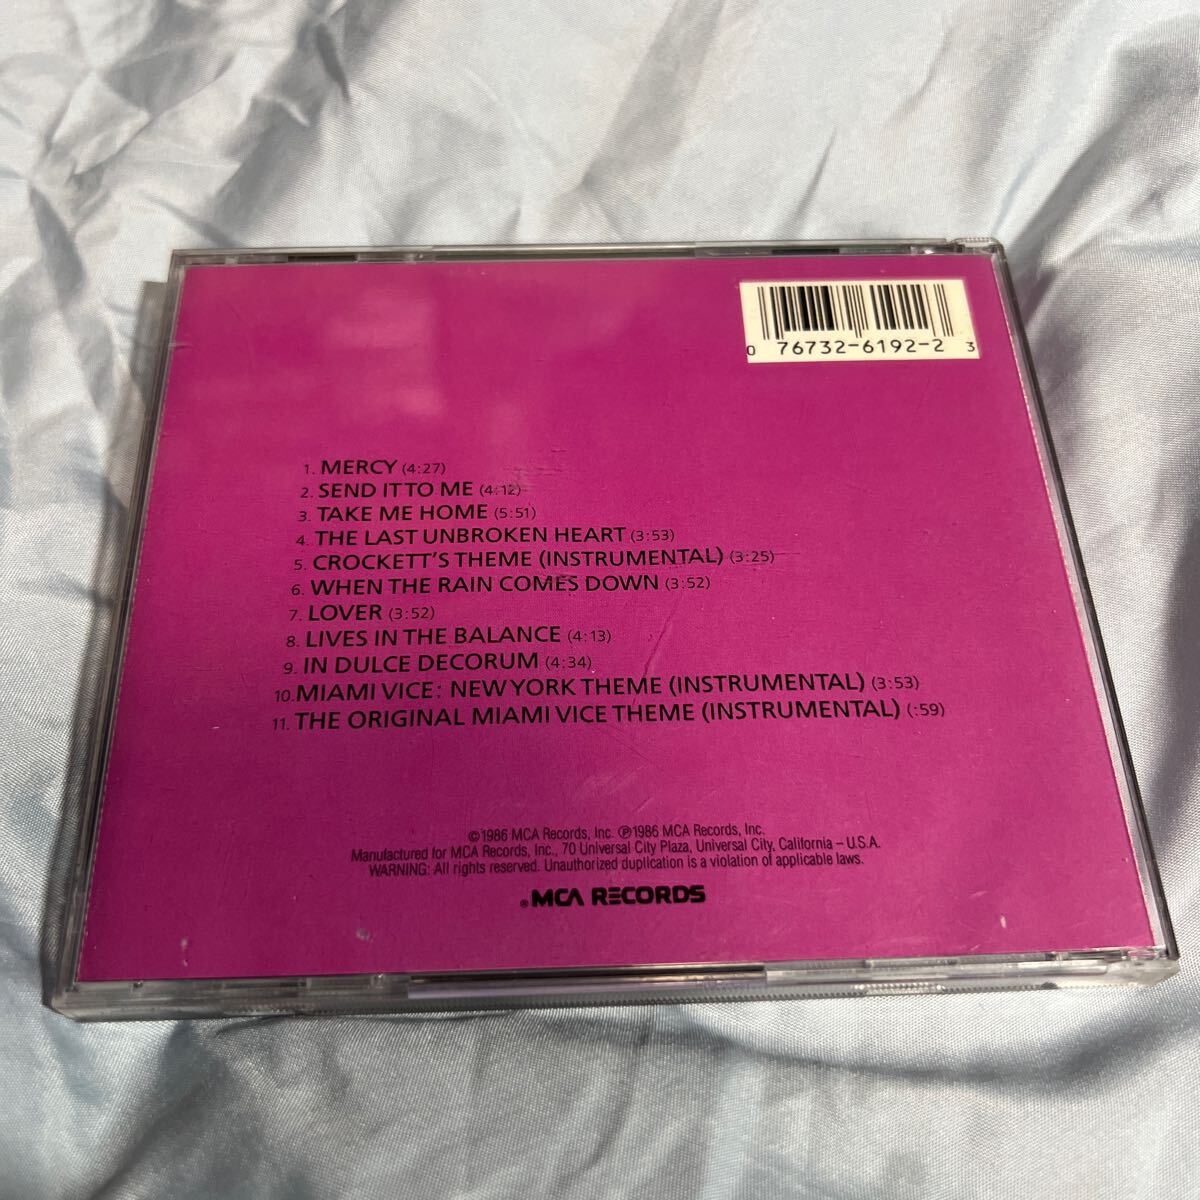 0 76732-6192-2 3
1. MERCY (4:27)
2. SEND IT TO ME (4:12)
3. TAKE ME HOME (5:51)
4. THE LAST UNBROKEN HEART (3:53)
5. CROCKETT'S THEME (INSTRUMENTAL) (3:25)
6. WHEN THE RAIN COMES DOWN (3:52)
7. LOVER (3:52)
8. LIVES IN THE BALANCE (4:13)
9. IN DULCE DECORUM (4:34)
10. MIAMI VICE: NEW YORK THEME (INSTRUMENTAL) (3:53)
11. THE ORIGINAL MIAMI VICE THEME (INSTRUMENTAL) (:59)
©1986 MCA Records, Inc. ℗1986 MCA Records, Inc.
Manufactured for MCA Records, Inc., 70 Universal City Plaza, Universal City, California – U.S.A.
WARNING: All rights reserved. Unauthorized duplication is a violation of applicable laws.
® MCA RECORDS